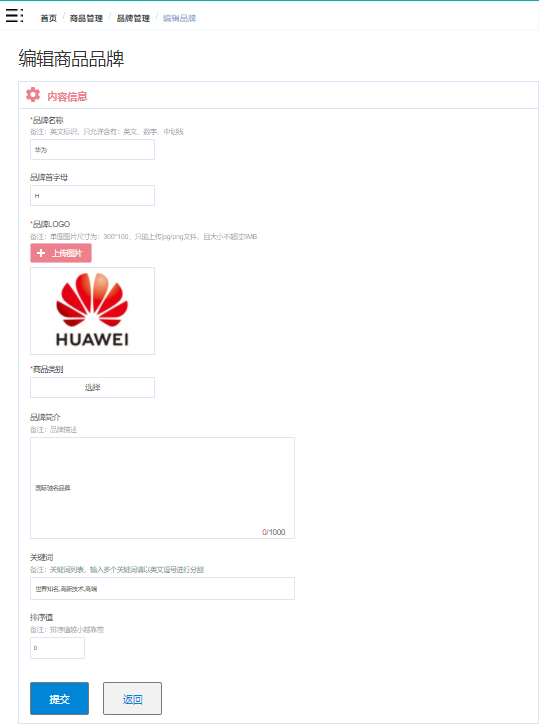 首页 / 商品管理 / 品牌管理 / 编辑品牌
编辑商品品牌
内容信息
*品牌名称
备注：英文标识，只允许含有：英文、数字、中划线
华为
品牌首字母
H
*品牌LOGO
备注：单图图片尺寸为：300*100，只能上传jpg/png文件，且大小不超过5MB
+ 上传图片
HUAWEI
*商品类别
选择
品牌简介
备注：品牌描述
国际驰名品牌
0/1000
关键词
备注：关键词列表，输入多个关键词请以英文逗号进行分割
世界知名,高新技术,高端
排序值
备注：排序值越小越靠前
0
提交
返回